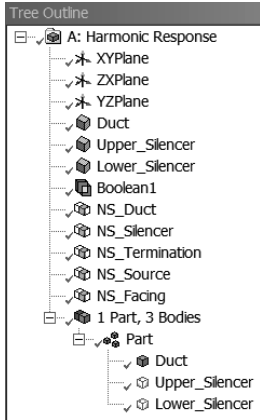 Tree Outline
A: Harmonic Response
XYPlane
ZXPlane
YZPlane
Duct
Upper_Silencer
Lower_Silencer
Boolean1
NS_Duct
NS_Silencer
NS_Termination
NS_Source
NS_Facing
1 Part, 3 Bodies
Part
Duct
Upper_Silencer
Lower_Silencer